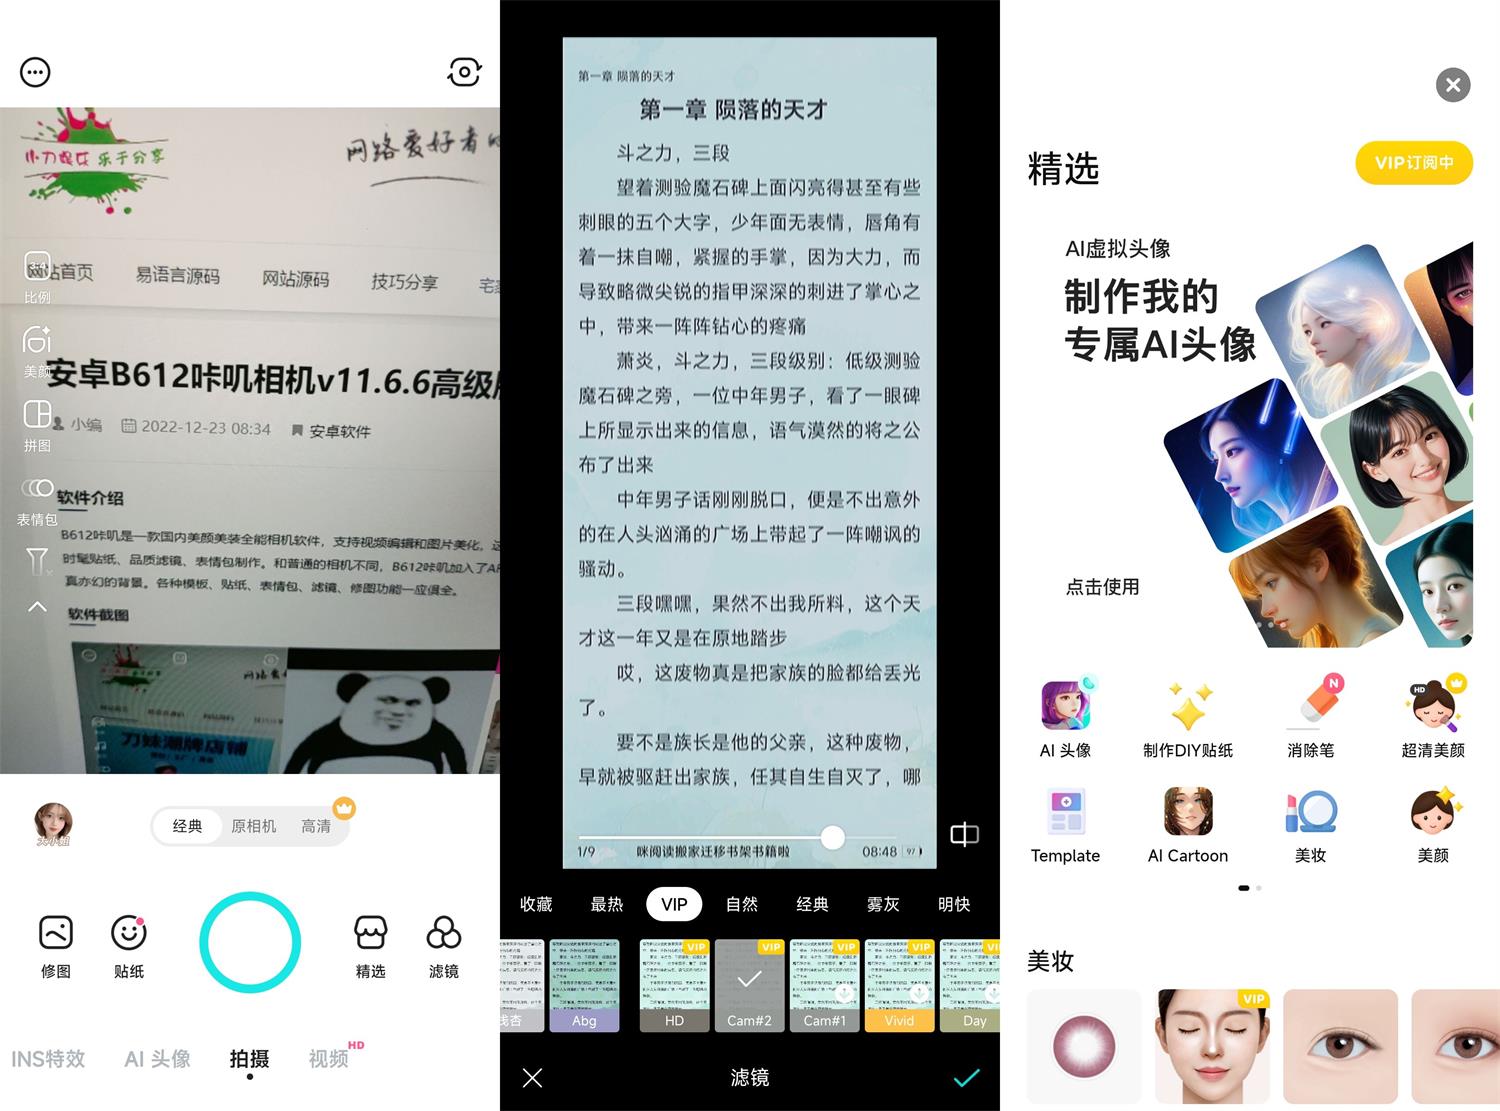 小刀娱乐 乐于分享
网络爱好者的
网站首页
易语言源码
网站源码
技巧分享
比例
美颜
安卓B612咔叽相机v11.6.6高级
小编
2022-12-23 08:34
安卓软件
拼图
表情包
软件介绍
B612咔叽是一款国内美颜美装全能相机软件，支持视频编辑和图片美化，
时髦贴纸、品质滤镜、表情包制作。和普通的相机不同，B612咔叽加入了AR
真亦幻的背景。各种模板、贴纸、表情包、滤镜、修图功能一应俱全。
软件截图
刀妹潮牌店铺
经典
原相机
高清
修图
贴纸
精选
滤镜
INS特效
AI 头像
拍摄
视频
HD
第一章 陨落的天才
第一章 陨落的天才
斗之力，三段
望着测验魔石碑上面闪亮得甚至有些
刺眼的五个大字，少年面无表情，唇角有
着一抹自嘲，紧握的手掌，因为大力，而
导致略微尖锐的指甲深深的刺进了掌心之
中，带来一阵阵钻心的疼痛
萧炎，斗之力，三段级别：低级测验
魔石碑之旁，一位中年男子，看了一眼碑
上所显示出来的信息，语气漠然的将之公
布了出来
中年男子话刚刚脱口，便是不出意外
的在人头汹涌的广场上带起了一阵嘲讽的
骚动。
三段嘿嘿，果然不出我所料，这个天
才这一年又是在原地踏步
哎，这废物真是把家族的脸都给丢光
了。
要不是族长是他的父亲，这种废物，
早就被驱赶出家族，任其自生自灭了，哪
1/9
咪阅读搬家迁移书架书籍啦
08:48
97
收藏
最热
VIP
自然
经典
雾灰
明快
浅杏
Abg
VIP
HD
VIP
Cam#2
VIP
Cam#1
VIP
Vivid
Day
滤镜
精选
VIP订阅中
AI虚拟头像
制作我的
专属AI头像
点击使用
AI 头像
制作DIY贴纸
N
消除笔
HD
超清美颜
Template
AI Cartoon
美妆
美颜
美妆
VIP